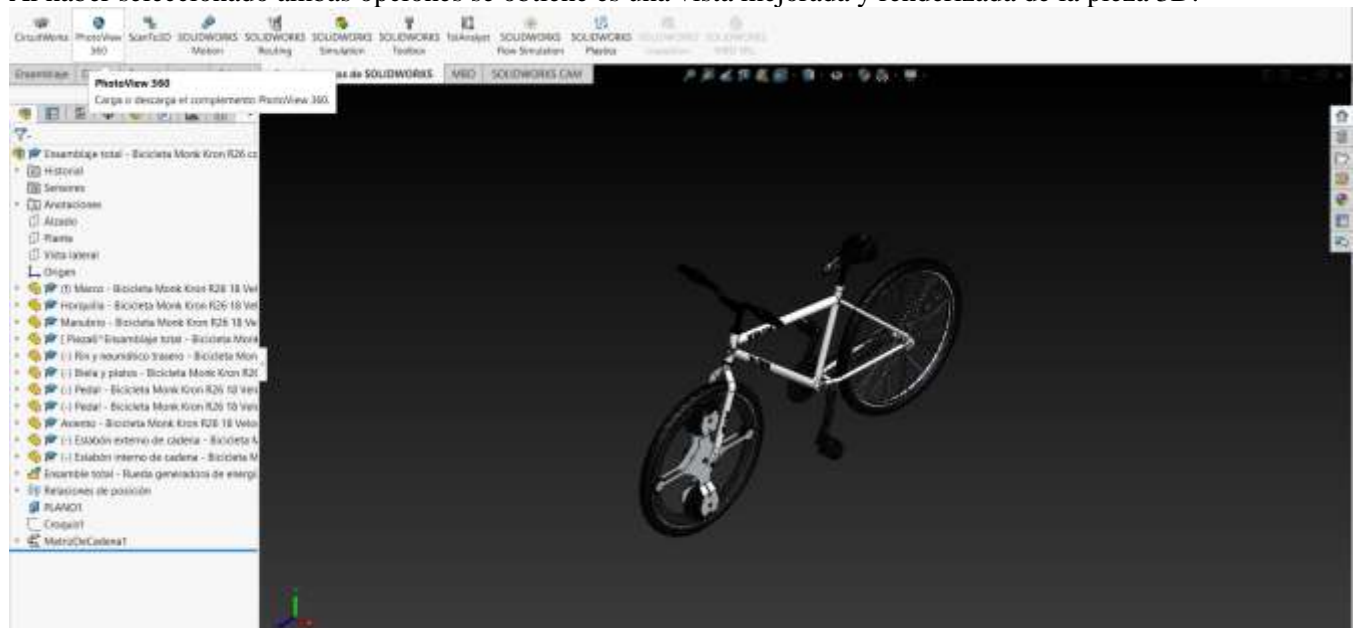 Al haber seleccionado ambas opciones se obtiene es una vista mejorada y renderizada de la pieza 3D.
CircuitWorks PhotoView 360 ScanTo3D SOLIDWORKS Motion SOLIDWORKS Routing SOLIDWORKS Simulation SOLIDWORKS Toolbox TolAnalyst SOLIDWORKS Flow Simulation SOLIDWORKS Plastics
Ensamblaje as de SOLIDWORKS MBD SOLIDWORKS CAM
PhotoView 360
Carga o descarga el complemento PhotoView 360.
Ensamblaje total - Bicicleta Monk Kron R26 
Historial
Sensores
Anotaciones
Alzado
Planta
Vista lateral
Origen
(f) Marco - Bicicleta Monk Kron R26 18 Vel
Horquilla - Bicicleta Monk Kron R26 18 Vel
Manubrio - Bicicleta Monk Kron R26 18 Ve
[ Pieza6^Ensamblaje total - Bicicleta Monk
(-) Rin y neumático trasero - Bicicleta Mon
(-) Biela y platos - Bicicleta Monk Kron R26
(-) Pedal - Bicicleta Monk Kron R26 18 Velo
(-) Pedal - Bicicleta Monk Kron R26 18 Velo
Asiento - Bicicleta Monk Kron R26 18 Velo
(-) Eslabón externo de cadena - Bicicleta M
(-) Eslabón interno de cadena - Bicicleta M
Ensamble total - Rueda generadora de energí
Relaciones de posición
PLANO1
Croquis1
MatrizDeCadena1